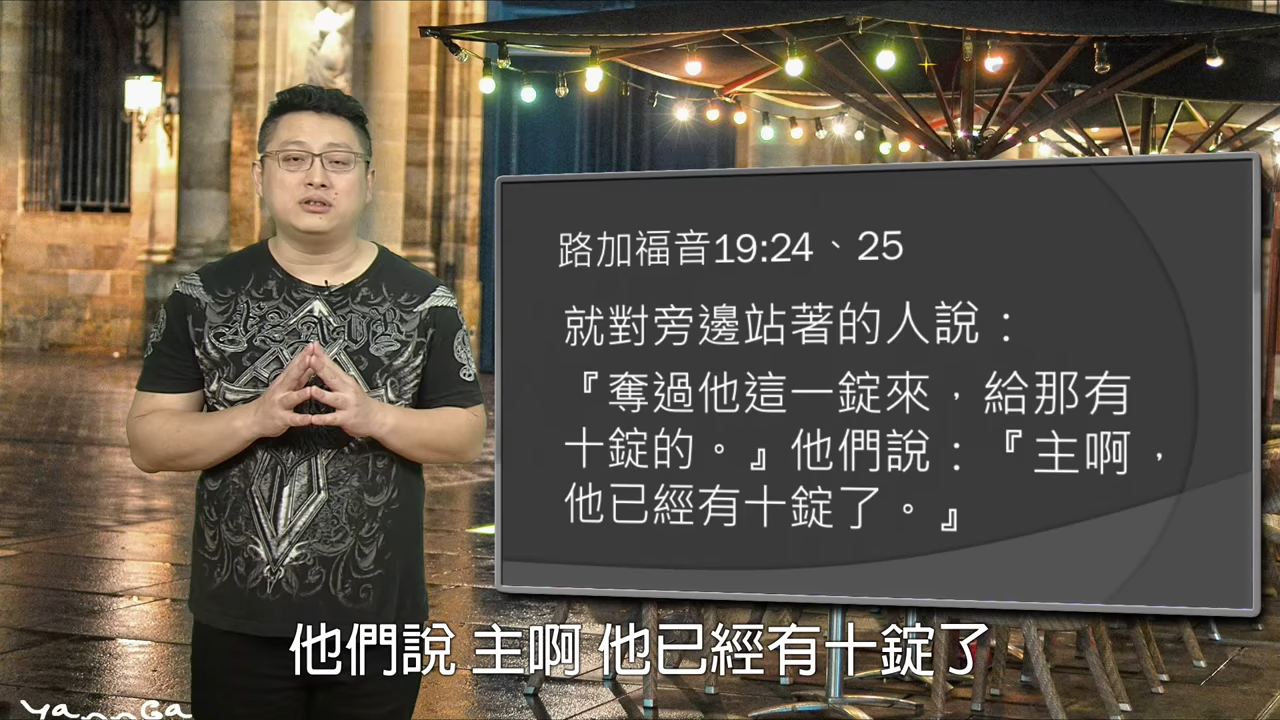 路加福音19:24、25
就對旁邊站著的人說：
『奪過他這一錠來，給那有
十錠的。』他們說：『主啊，
他已經有十錠了。』
他們說 主啊 他已經有十錠了